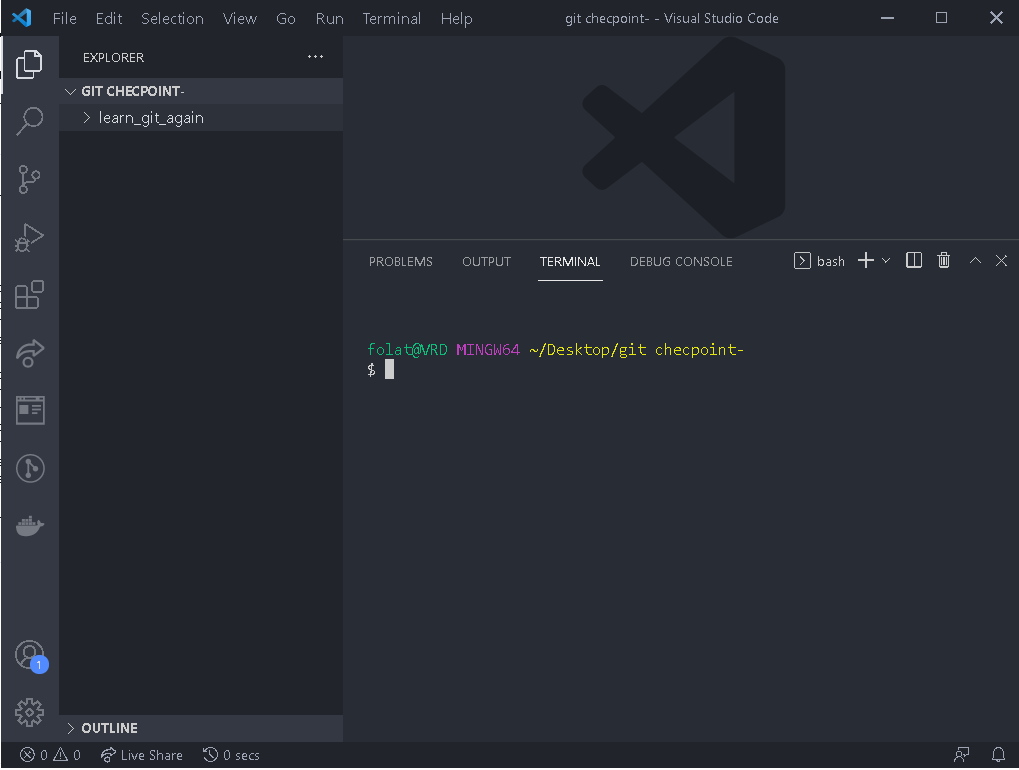 File Edit Selection View Go Run Terminal Help git checpoint- - Visual Studio Code
EXPLORER
GIT CHECPOINT-
learn_git_again
PROBLEMS OUTPUT TERMINAL DEBUG CONSOLE bash
folat@VRD MINGW64 ~/Desktop/git checpoint-
$
1
OUTLINE
0 0 Live Share 0 secs